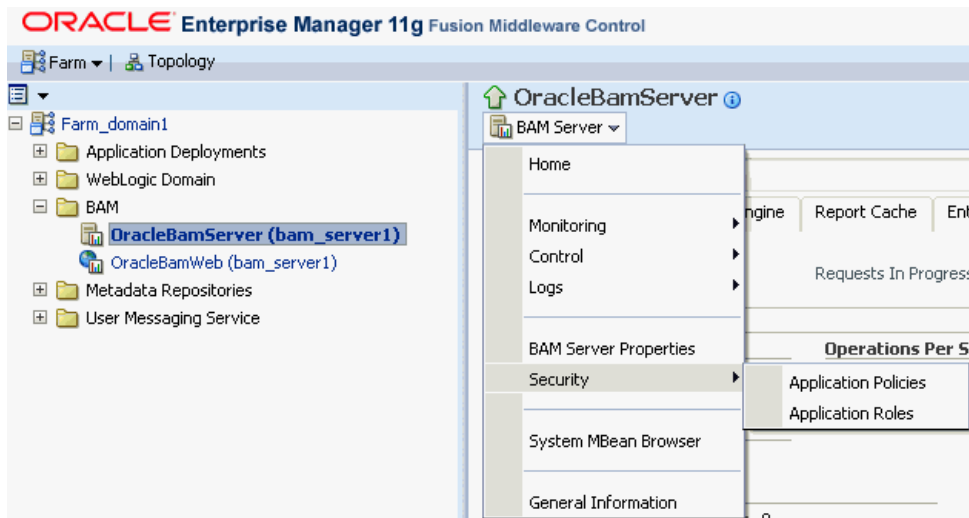 ORACLE Enterprise Manager 11g Fusion Middleware Control
Farm | Topology
Farm_domain1
Application Deployments
WebLogic Domain
BAM
OracleBamServer (bam_server1)
OracleBamWeb (bam_server1)
Metadata Repositories
User Messaging Service
OracleBamServer
BAM Server
Home
Monitoring
Control
Logs
BAM Server Properties
Security
System MBean Browser
General Information
Application Policies
Application Roles
ngine Report Cache Ent
Requests In Progress
Operations Per S